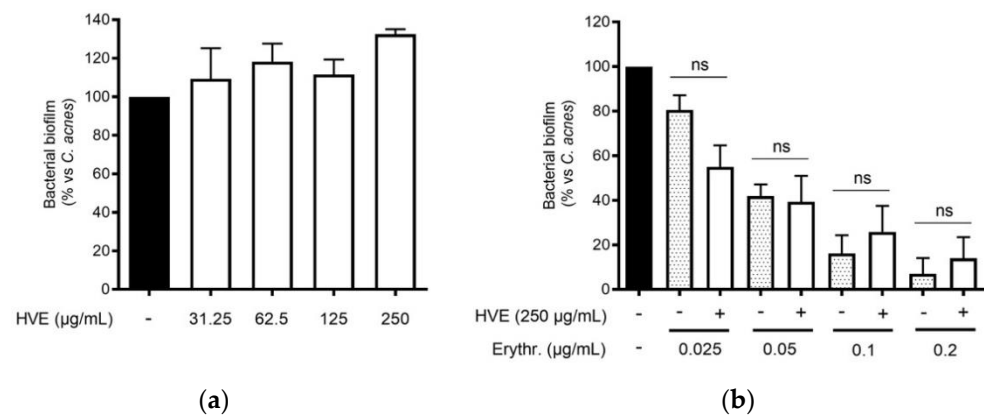 140
120
100
80
60
40
20
0
Bacterial biofilm
(% vs C. acnes)
HVE (µg/mL) - 31.25 62.5 125 250
(a)
120
100
80
60
40
20
0
Bacterial biofilm
(% vs C. acnes)
ns
ns
ns
ns
HVE (250 µg/mL) - - + - + - + - +
Erythr. (µg/mL) - 0.025 0.05 0.1 0.2
(b)